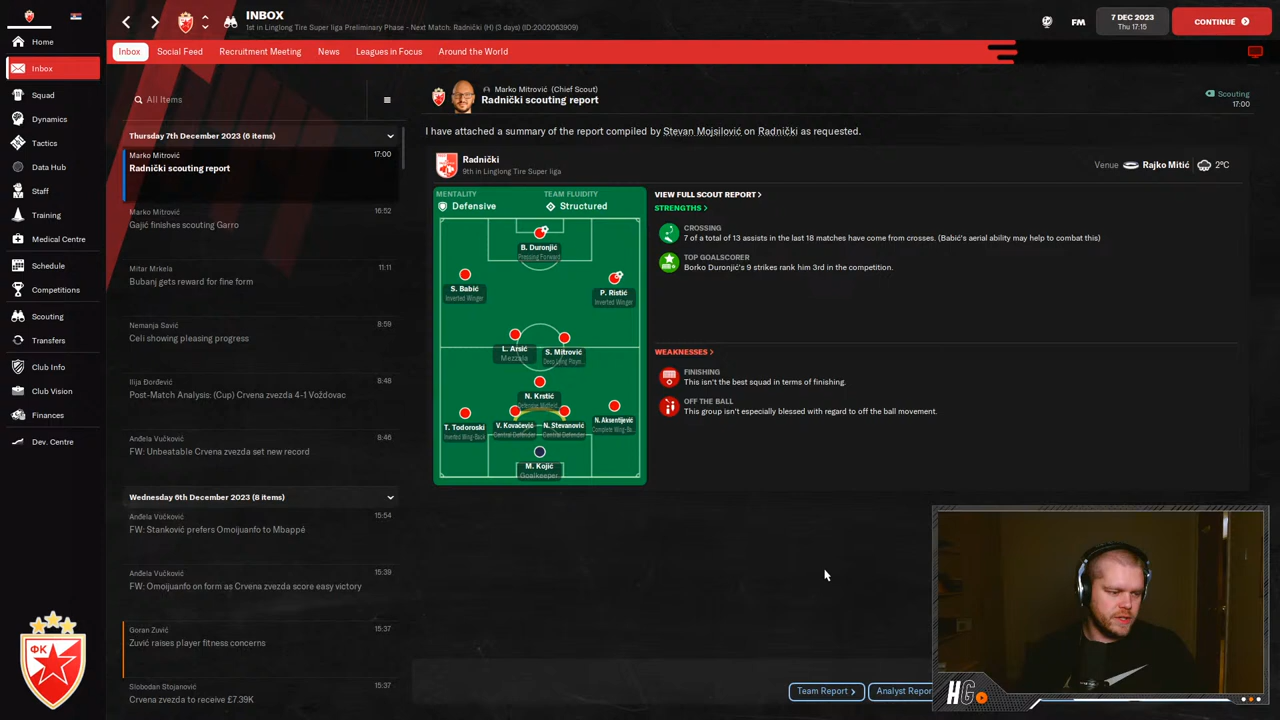 INBOX
1st in Linglong Tire Super liga Preliminary Phase - Next Match: Radnički (H) (3 days) (ID:2002063909)
FM
7 DEC 2023
Thu 17:15
CONTINUE
Home
Inbox
Squad
Dynamics
Tactics
Data Hub
Staff
Training
Medical Centre
Schedule
Competitions
Scouting
Transfers
Club Info
Club Vision
Finances
Dev. Centre
ФК
Inbox
Social Feed
Recruitment Meeting
News
Leagues in Focus
Around the World
All Items
Thursday 7th December 2023 (6 items)
Marko Mitrović 17:00
Radnički scouting report
Marko Mitrović 16:52
Gajić finishes scouting Garro
Mitar Mrkela 11:11
Bubanj gets reward for fine form
Nemanja Savić 8:59
Celi showing pleasing progress
Ilija Đorđević 8:48
Post-Match Analysis: (Cup) Crvena zvezda 4-1 Voždovac
Anđela Vučković 8:46
FW: Unbeatable Crvena zvezda set new record
Wednesday 6th December 2023 (8 items)
Anđela Vučković 15:54
FW: Stanković prefers Omoijuanfo to Mbappé
Anđela Vučković 15:39
FW: Omoijuanfo on form as Crvena zvezda score easy victory
Goran Zuvić 15:37
Zuvić raises player fitness concerns
Slobodan Stojanović 15:37
Crvena zvezda to receive £7.39K
Marko Mitrović (Chief Scout)
Radnički scouting report
Scouting
17:00
I have attached a summary of the report compiled by Stevan Mojsilović on Radnički as requested.
Radnički
9th in Linglong Tire Super liga
Venue Rajko Mitić 2°C
MENTALITY
Defensive
TEAM FLUIDITY
Structured
B. Duronjić
Pressing Forward
S. Babić
Inverted Winger
P. Ristić
Inverted Winger
L. Arsić
Mezzala
S. Mitrović
N. Krstić
T. Todoroski
Inverted Wing-Back
V. Kovačević
Central Defender
N. Stevanović
Central Defender
N. Aksentijević
M. Kojić
Goalkeeper
VIEW FULL SCOUT REPORT >
STRENGTHS >
CROSSING
7 of a total of 13 assists in the last 18 matches have come from crosses. (Babić's aerial ability may help to combat this)
TOP GOALSCORER
Borko Duronjić's 9 strikes rank him 3rd in the competition.
WEAKNESSES >
FINISHING
This isn't the best squad in terms of finishing.
OFF THE BALL
This group isn't especially blessed with regard to off the ball movement.
Team Report >
Analyst Repor
HG